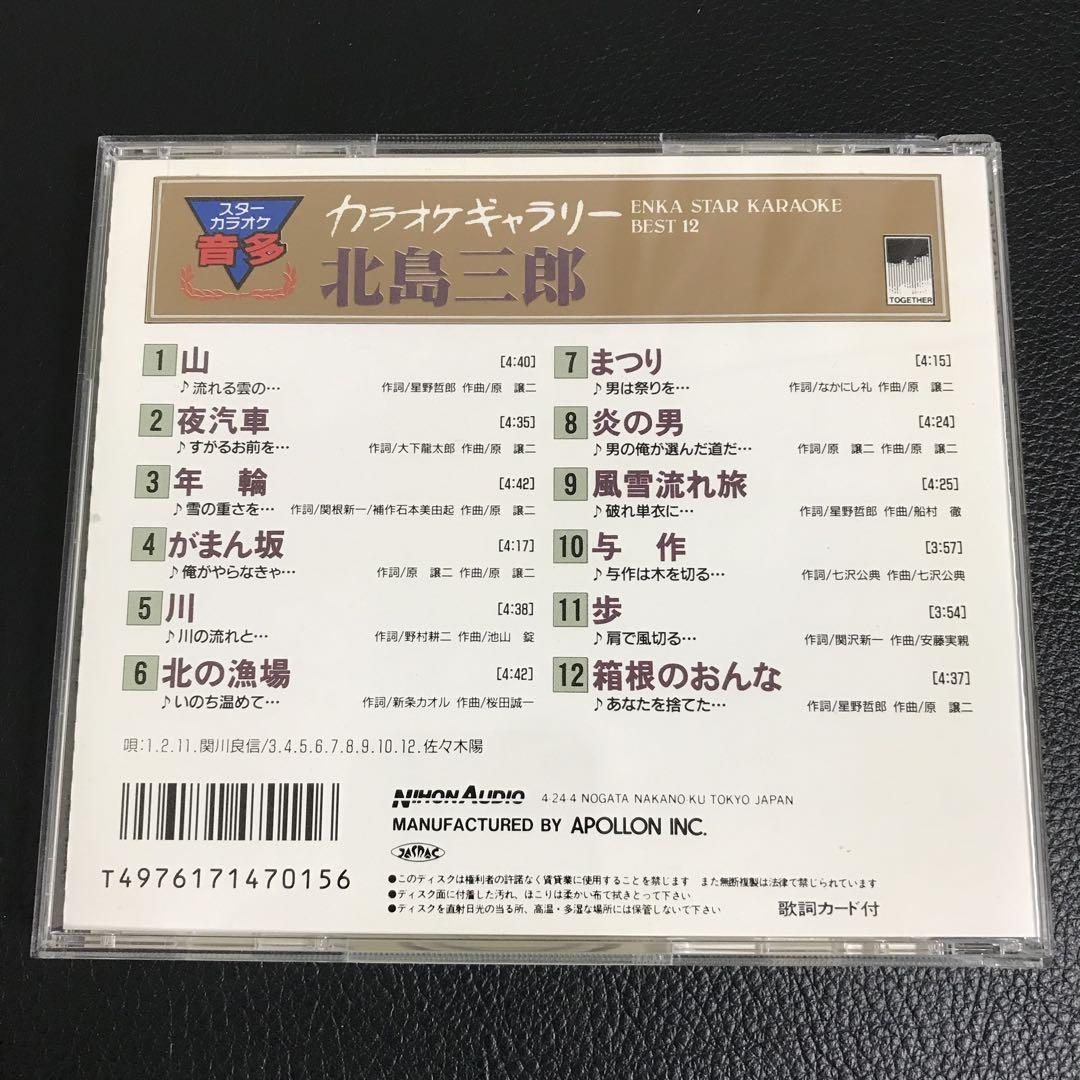 スター
カラオケ
音多
カラオケギャラリー
ENKA STAR KARAOKE
BEST 12
北島三郎
TOGETHER
1 山 [4:40]
♪流れる雲の… 作詞/星野哲郎 作曲/原 譲二
2 夜汽車 [4:35]
♪すがるお前を… 作詞/大下龍太郎 作曲/原 譲二
3 年 輪 [4:42]
♪雪の重さを… 作詞/関根新一/補作石本美由起 作曲/原 譲二
4 がまん坂 [4:17]
♪俺がやらなきゃ… 作詞/原 譲二 作曲/原 譲二
5 川 [4:38]
♪川の流れと… 作詞/野村耕二 作曲/池山 錠
6 北の漁場 [4:42]
♪いのち温めて… 作詞/新条カオル 作曲/桜田誠一
7 まつり [4:15]
♪男は祭りを… 作詞/なかにし礼 作曲/原 譲二
8 炎の男 [4:24]
♪男の俺が選んだ道だ… 作詞/原 譲二 作曲/原 譲二
9 風雪流れ旅 [4:25]
♪破れ単衣に… 作詞/星野哲郎 作曲/船村 徹
10 与 作 [3:57]
♪与作は木を切る… 作詞/七沢公典 作曲/七沢公典
11 歩 [3:54]
♪肩で風切る… 作詞/関沢新一 作曲/安藤実親
12 箱根のおんな [4:37]
♪あなたを捨てた… 作詞/星野哲郎 作曲/原 譲二
唄:1.2.11.関川良信/3.4.5.6.7.8.9.10.12.佐々木陽
NIHON AUDIO 4-24-4 NOGATA NAKANO-KU TOKYO JAPAN
MANUFACTURED BY APOLLON INC.
JASRAC
T4976171470156
●このディスクは権利者の許諾なく賃貸業に使用することを禁じます また無断複製は法律で禁じられています
●ディスク面に付着した汚れ、ほこりは柔かい布で拭きとって下さい
●ディスクを直射日光の当る所、高温・多湿な場所には保管しないで下さい
歌詞カード付